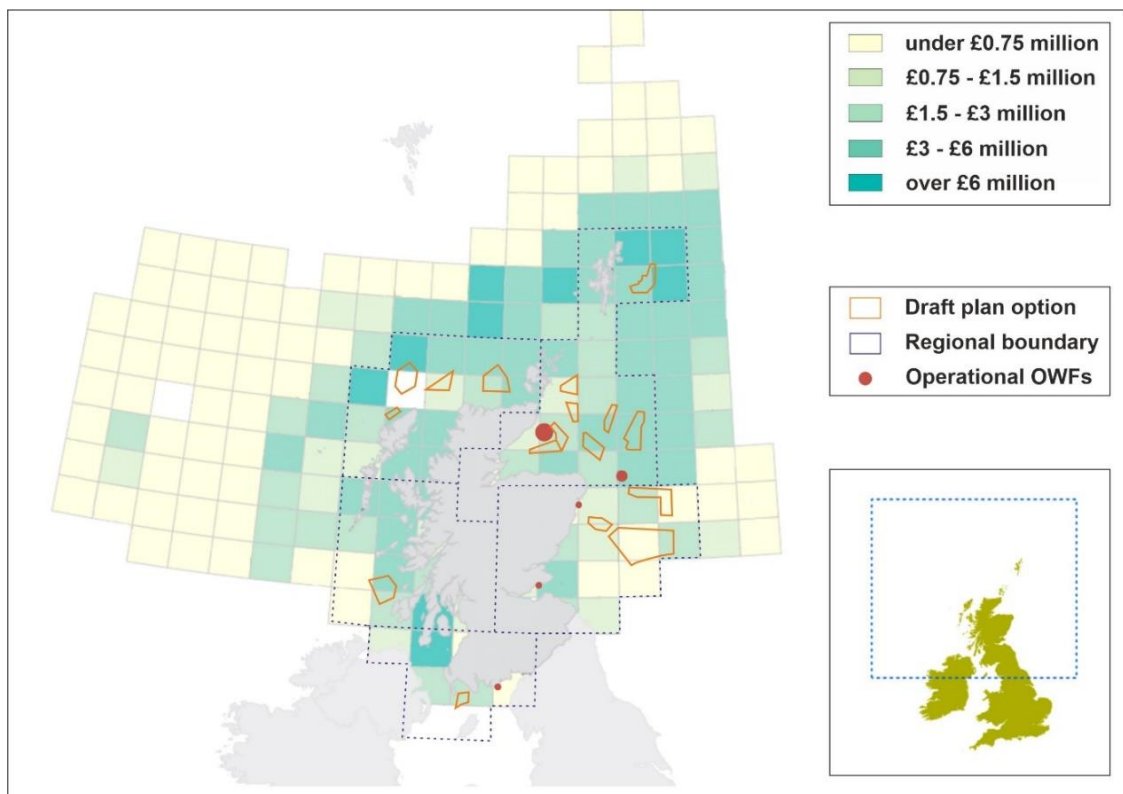 under £0.75 million
£0.75 - £1.5 million
£1.5 - £3 million
£3 - £6 million
over £6 million
Draft plan option
Regional boundary
Operational OWFs